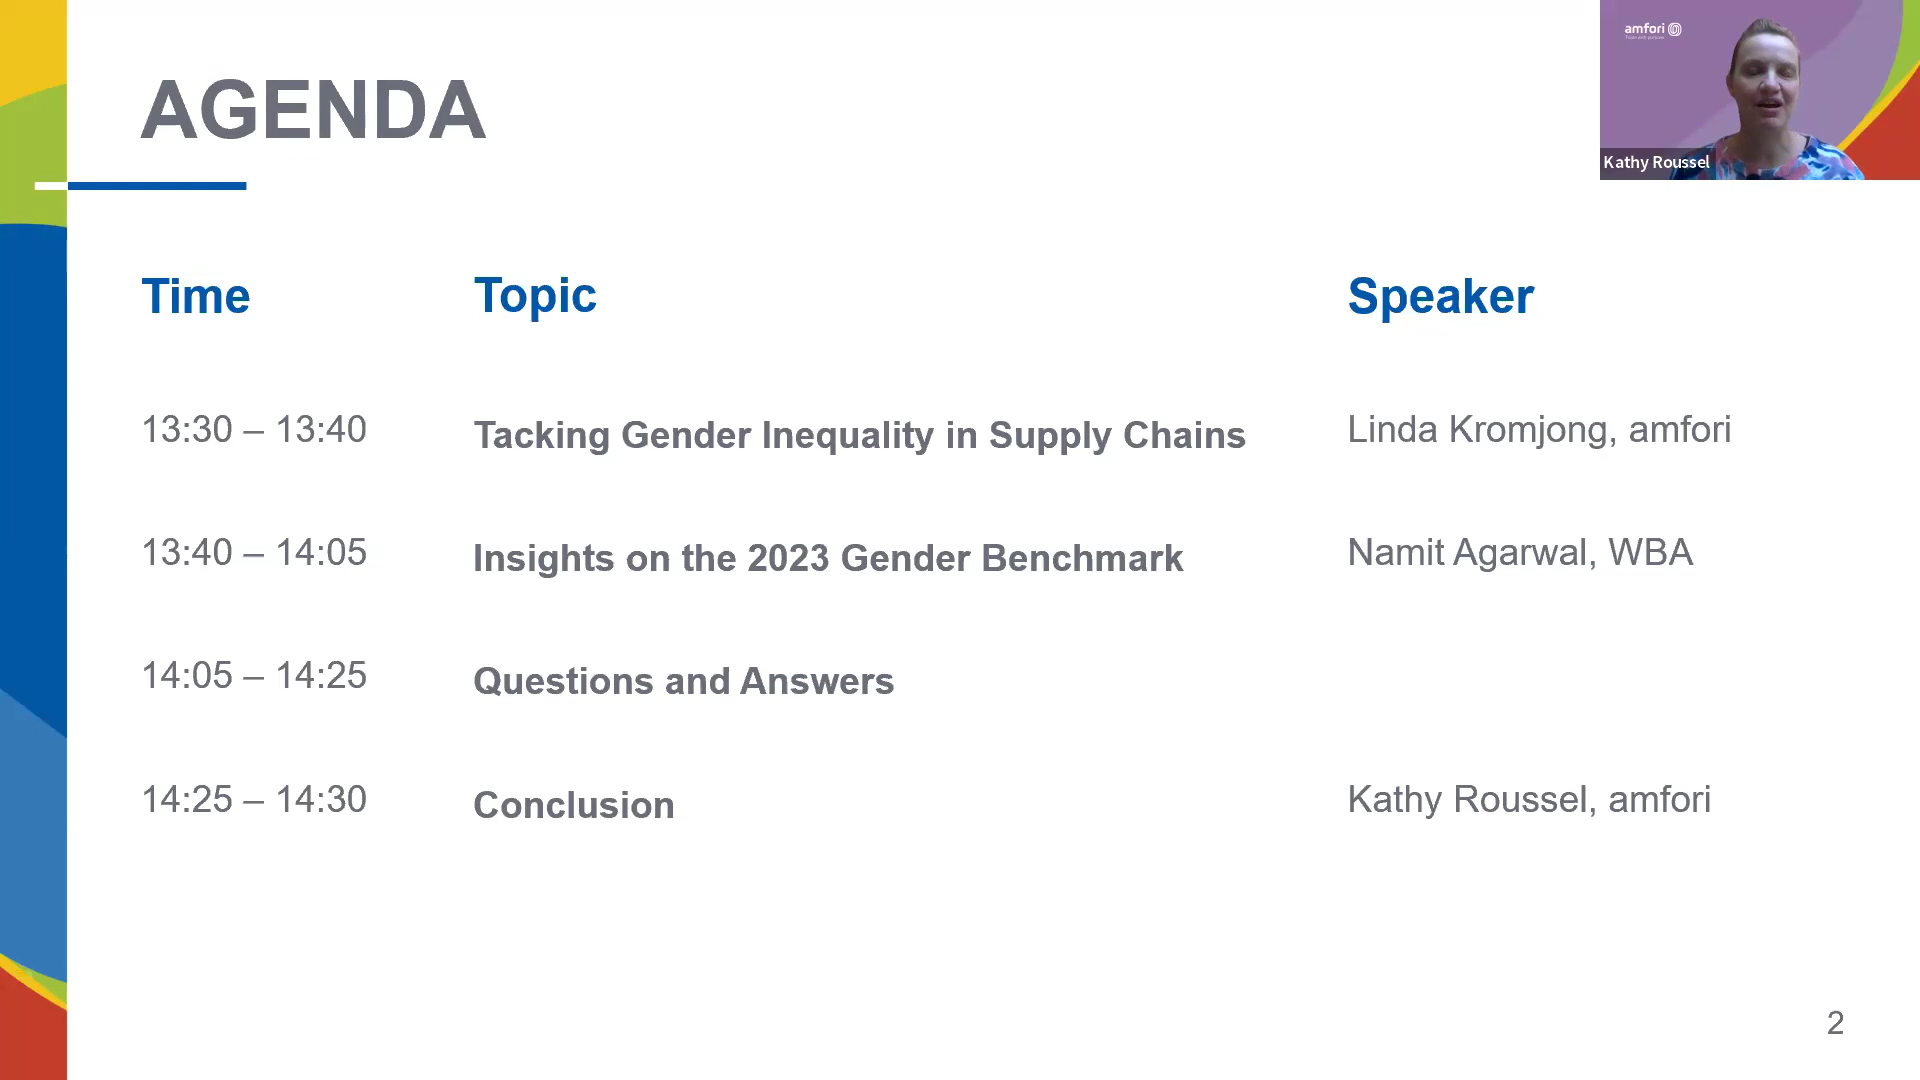 AGENDA
amfori
Kathy Roussel
Time Topic Speaker
13:30 – 13:40 Tacking Gender Inequality in Supply Chains Linda Kromjong, amfori
13:40 – 14:05 Insights on the 2023 Gender Benchmark Namit Agarwal, WBA
14:05 – 14:25 Questions and Answers
14:25 – 14:30 Conclusion Kathy Roussel, amfori
2